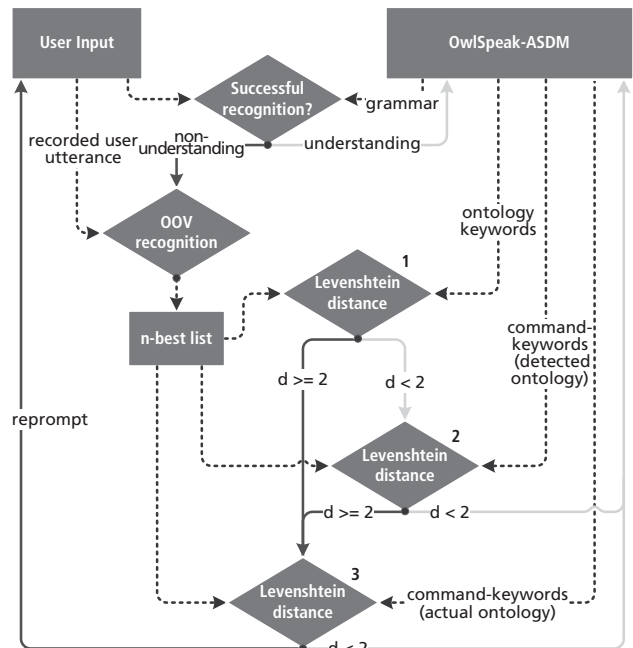 User Input
OwlSpeak-ASDM
Successful
recognition?
grammar
recorded user
utterance
non-
understanding
understanding
OOV
recognition
ontology
keywords
1
Levenshtein
distance
n-best list
command-
keywords
(detected
ontology)
d >= 2
d < 2
reprompt
2
Levenshtein
distance
d >= 2
d < 2
3
Levenshtein
distance
command-keywords
(actual ontology)
d < 2